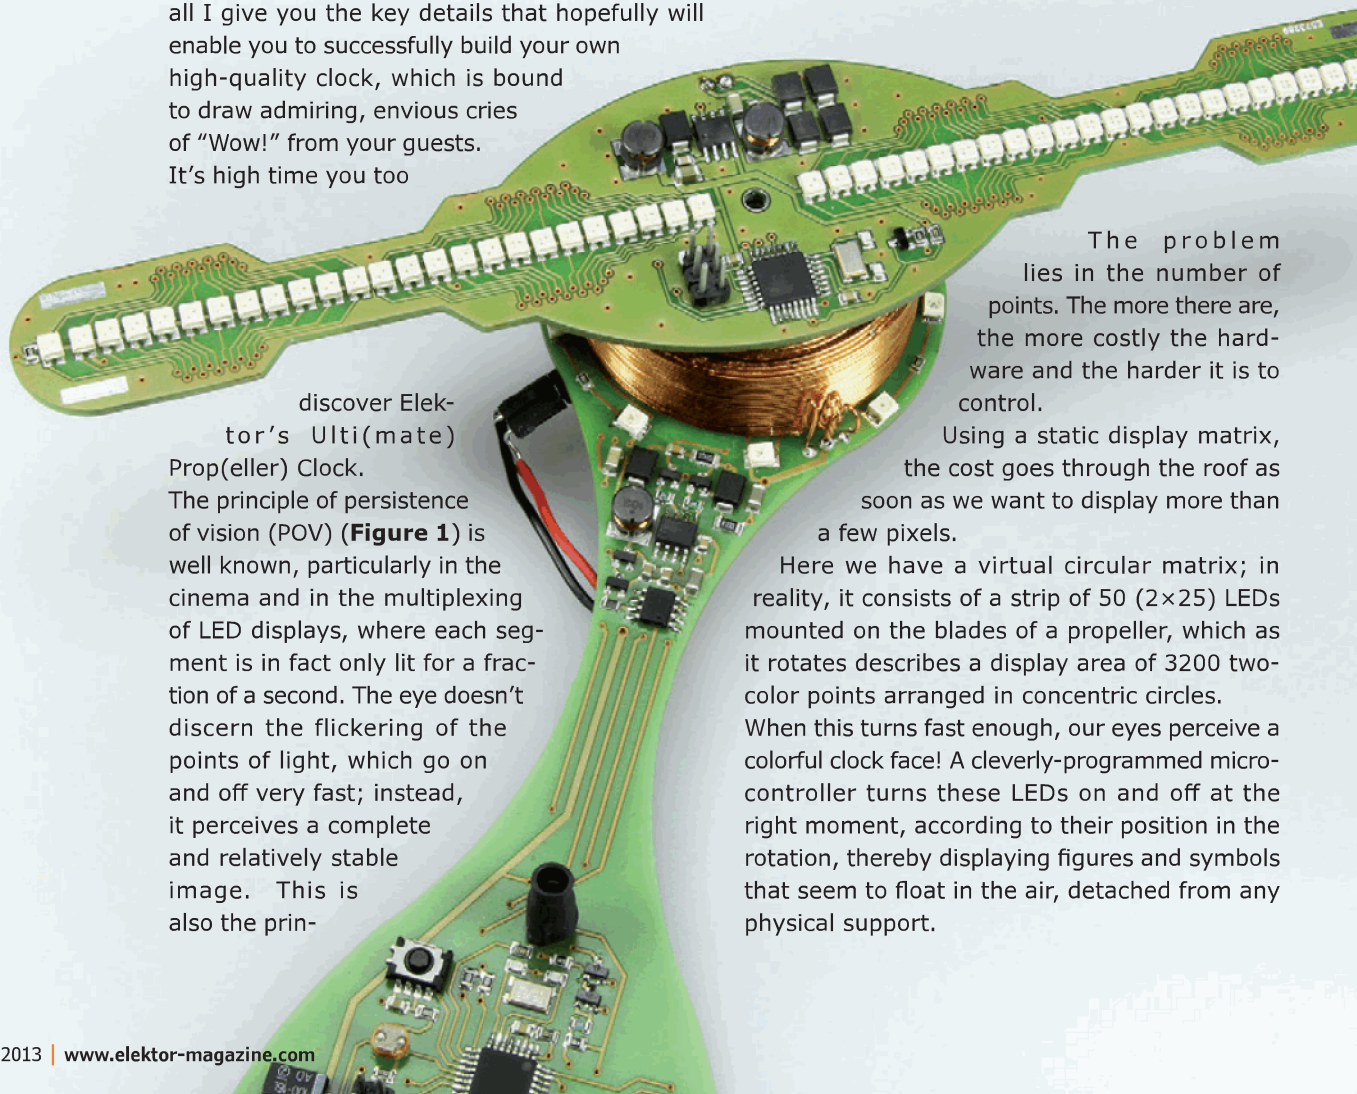 all I give you the key details that hopefully will
enable you to successfully build your own
high-quality clock, which is bound
to draw admiring, envious cries
of “Wow!” from your guests.
It’s high time you too
discover Elek-
tor’s Ulti(mate)
Prop(eller) Clock.
The principle of persistence
of vision (POV) (Figure 1) is
well known, particularly in the
cinema and in the multiplexing
of LED displays, where each seg-
ment is in fact only lit for a frac-
tion of a second. The eye doesn’t
discern the flickering of the
points of light, which go on
and off very fast; instead,
it perceives a complete
and relatively stable
image. This is
also the prin-
The problem
lies in the number of
points. The more there are,
the more costly the hard-
ware and the harder it is to
control.
Using a static display matrix,
the cost goes through the roof as
soon as we want to display more than
a few pixels.
Here we have a virtual circular matrix; in
reality, it consists of a strip of 50 (2×25) LEDs
mounted on the blades of a propeller, which as
it rotates describes a display area of 3200 two-
color points arranged in concentric circles.
When this turns fast enough, our eyes perceive a
colorful clock face! A cleverly-programmed micro-
controller turns these LEDs on and off at the
right moment, according to their position in the
rotation, thereby displaying figures and symbols
that seem to float in the air, detached from any
physical support.
2013 | www.elektor-magazine.com